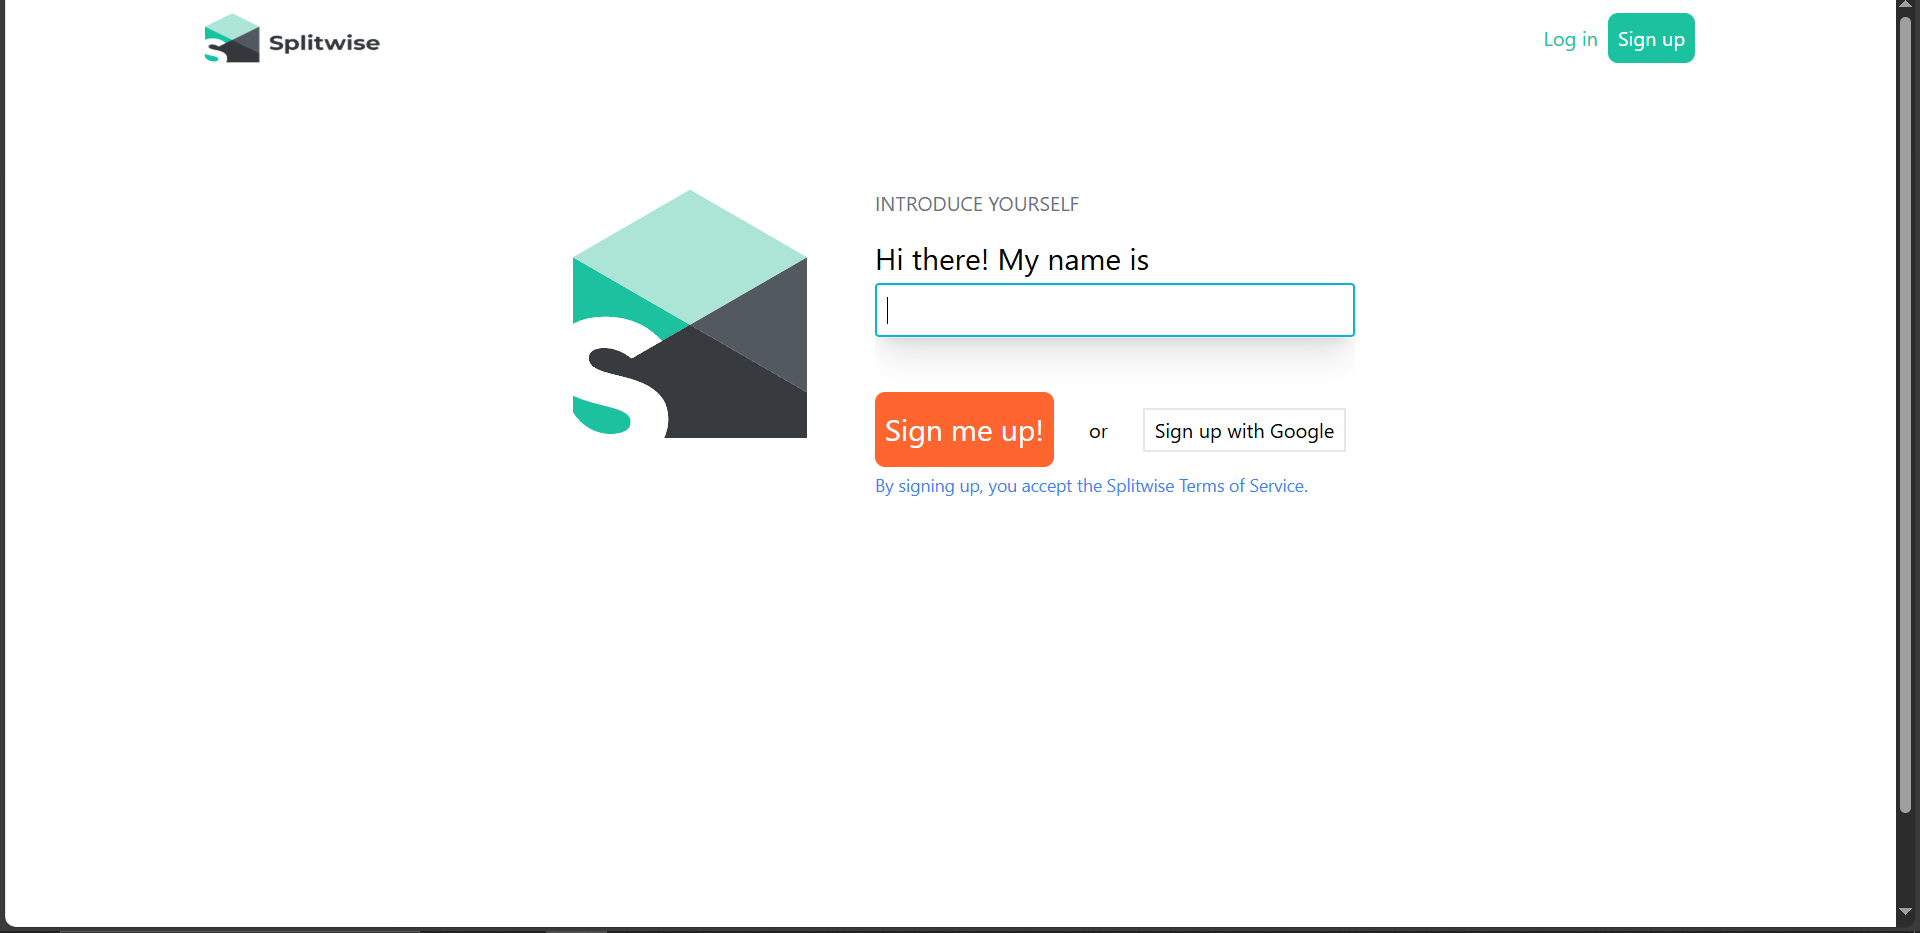 Splitwise
Log in
Sign up
INTRODUCE YOURSELF
Hi there! My name is
Sign me up!
or
Sign up with Google
By signing up, you accept the Splitwise Terms of Service.